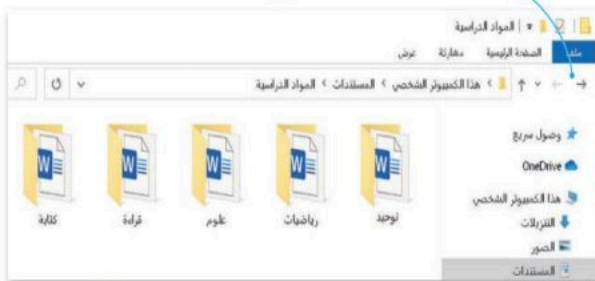 المواد الدراسية
ملف الصفحة الرئيسية مشاركة عرض
هذا الكمبيوتر الشخصي > المستندات > المواد الدراسية
وصول سريع
OneDrive
هذا الكمبيوتر الشخصي
التنزيلات
الصور
المستندات
توحيد رياضيات علوم قراءة كتابة